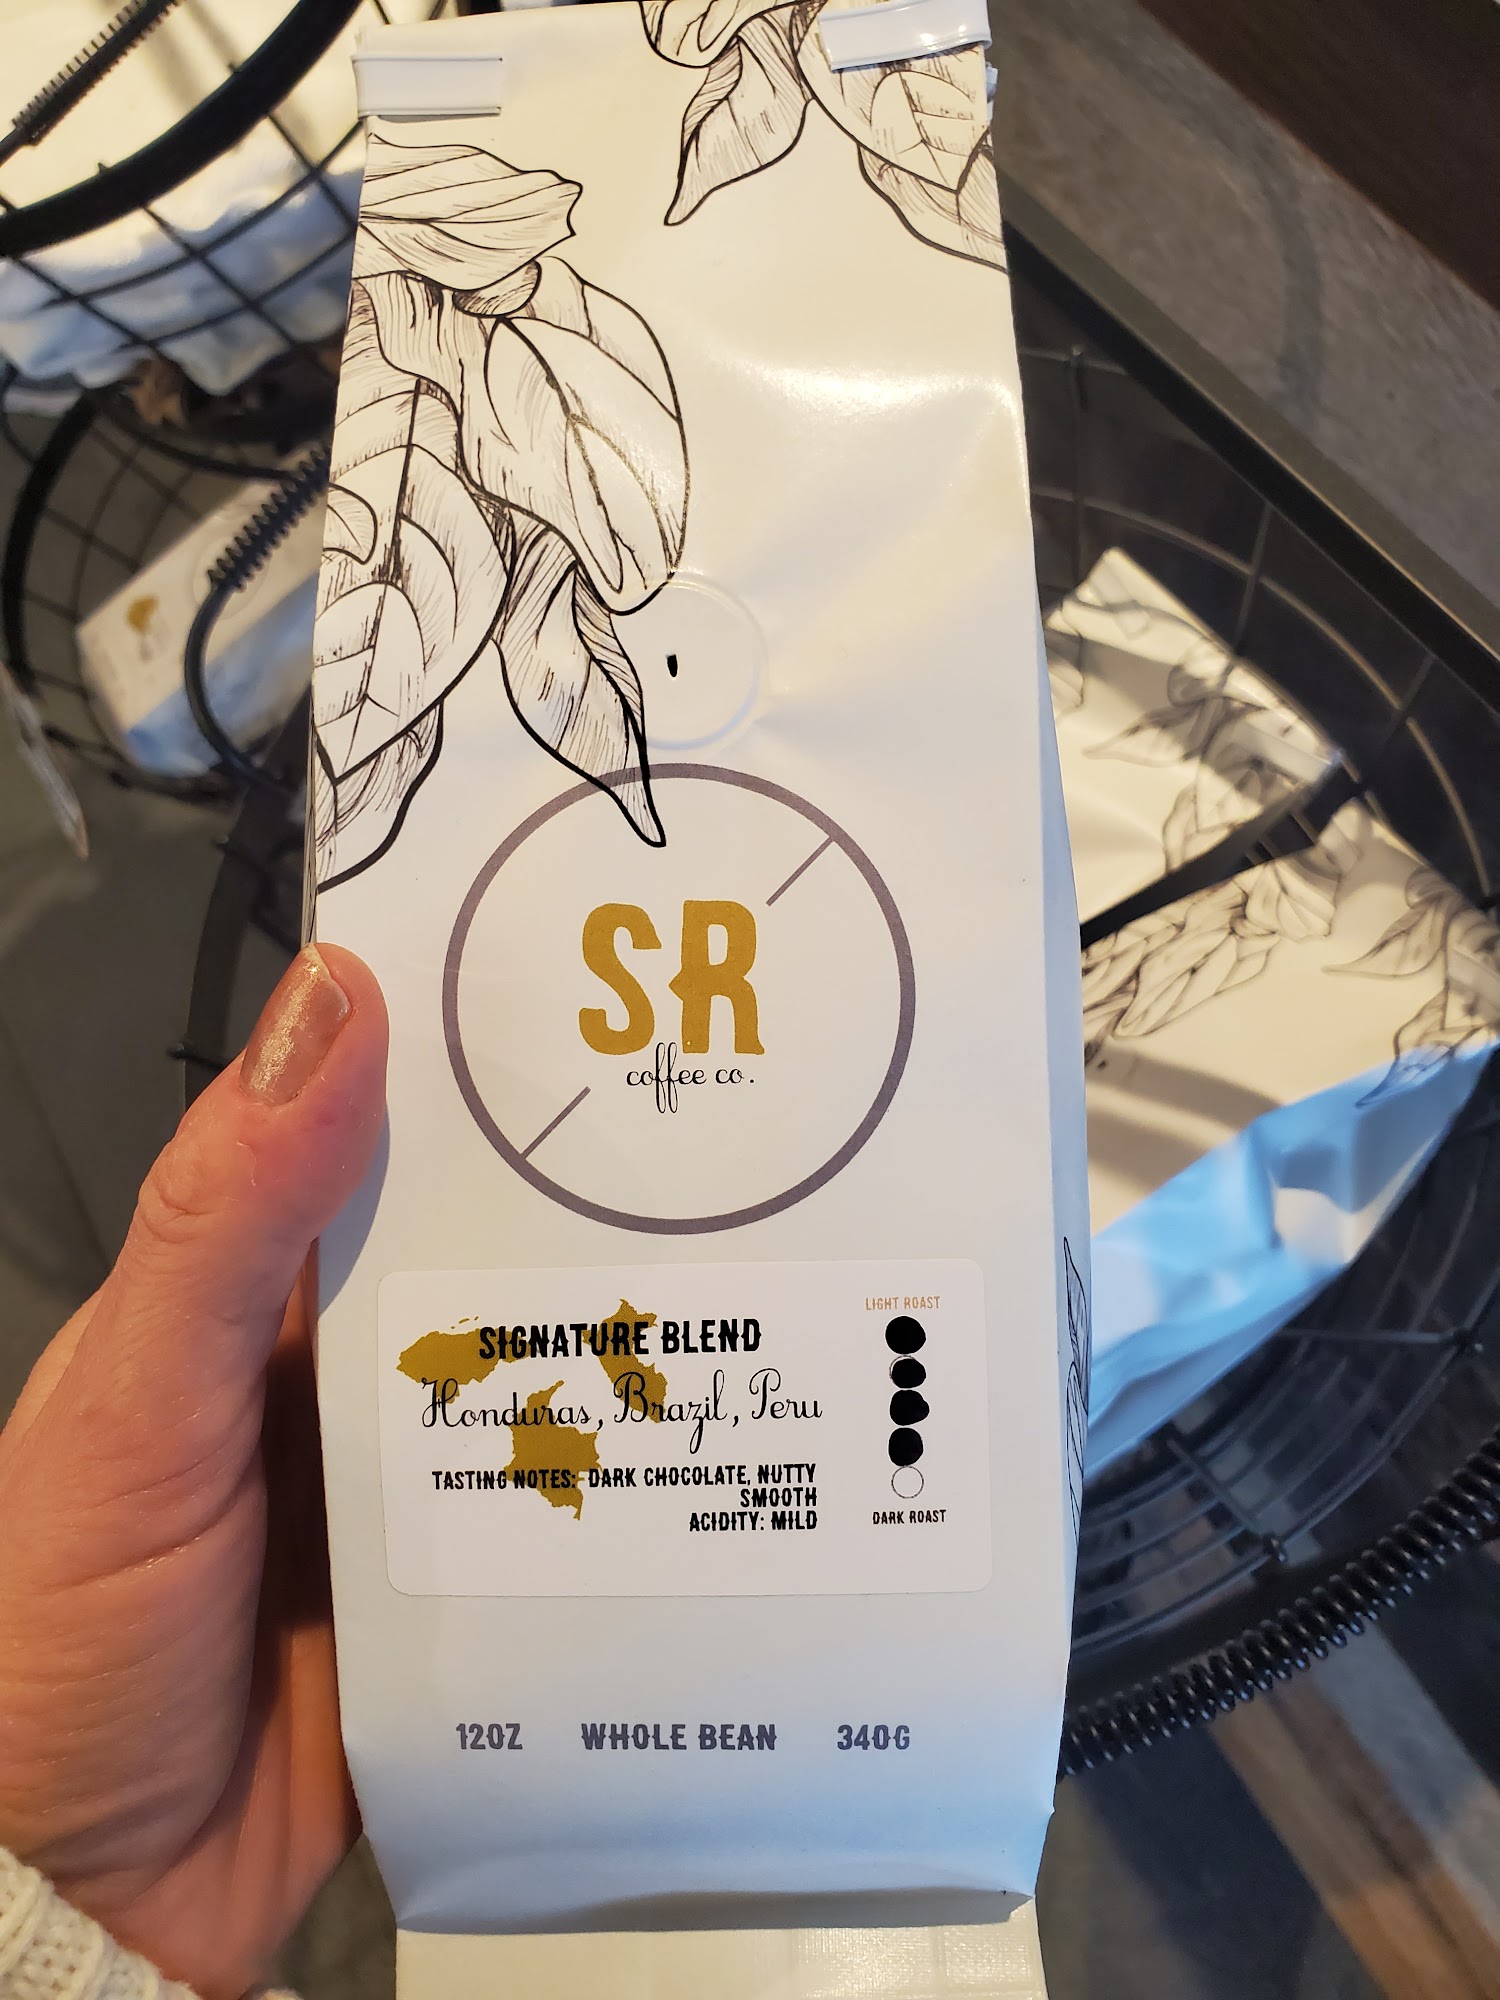 SR
coffee co.
SIGNATURE BLEND
Honduras, Brazil, Peru
TASTING NOTES: DARK CHOCOLATE, NUTTY
SMOOTH
ACIDITY: MILD
LIGHT ROAST
DARK ROAST
12OZ WHOLE BEAN 340G